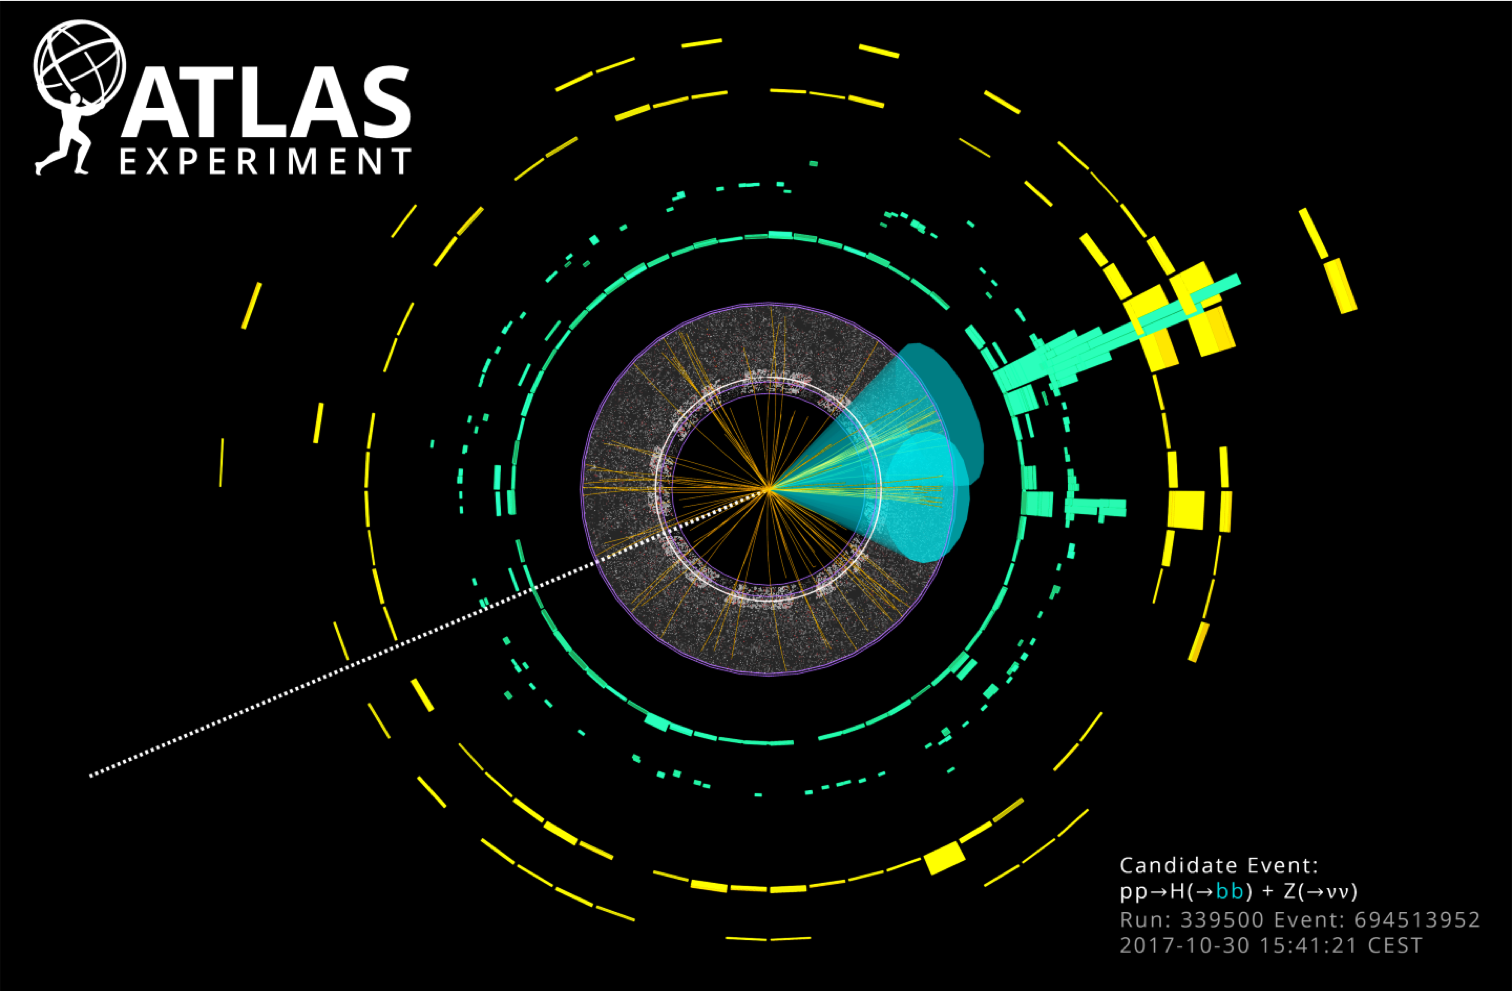 ATLAS
EXPERIMENT
Candidate Event:
pp→H(→bb) + Z(→νν)
Run: 339500 Event: 694513952
2017-10-30 15:41:21 CEST